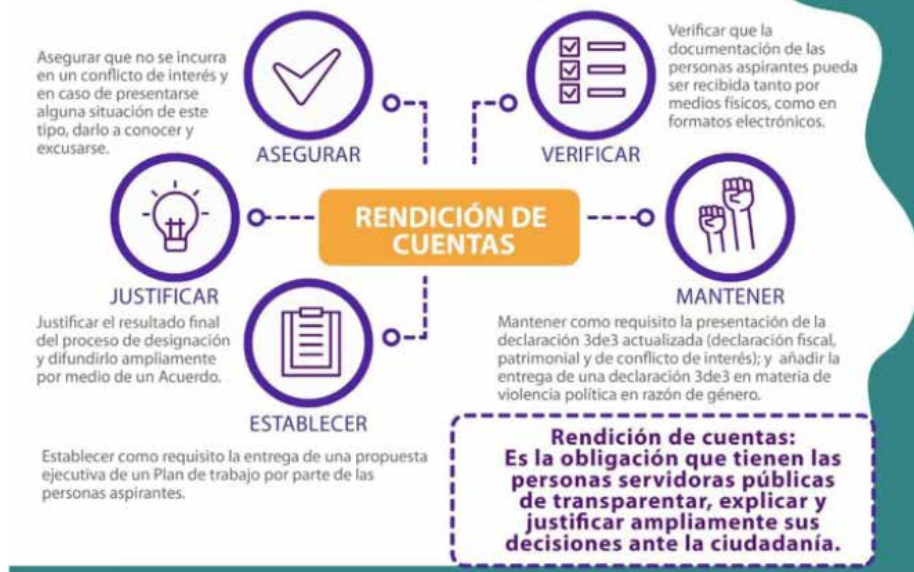 Asegurar que no se incurra
en un conflicto de interés y
en caso de presentarse
alguna situación de este
tipo, darlo a conocer y
excusarse.
ASEGURAR
Verificar que la
documentación de las
personas aspirantes pueda
ser recibida tanto por
medios físicos, como en
formatos electrónicos.
VERIFICAR
RENDICIÓN DE
CUENTAS
JUSTIFICAR
Justificar el resultado final
del proceso de designación
y difundirlo ampliamente
por medio de un Acuerdo.
MANTENER
Mantener como requisito la presentación de la
declaración 3de3 actualizada (declaración fiscal,
patrimonial y de conflicto de interés); y añadir la
entrega de una declaración 3de3 en materia de
violencia política en razón de género.
ESTABLECER
Establecer como requisito la entrega de una propuesta
ejecutiva de un Plan de trabajo por parte de las
personas aspirantes.
Rendición de cuentas:
Es la obligación que tienen las
personas servidoras públicas
de transparentar, explicar y
justificar ampliamente sus
decisiones ante la ciudadanía.